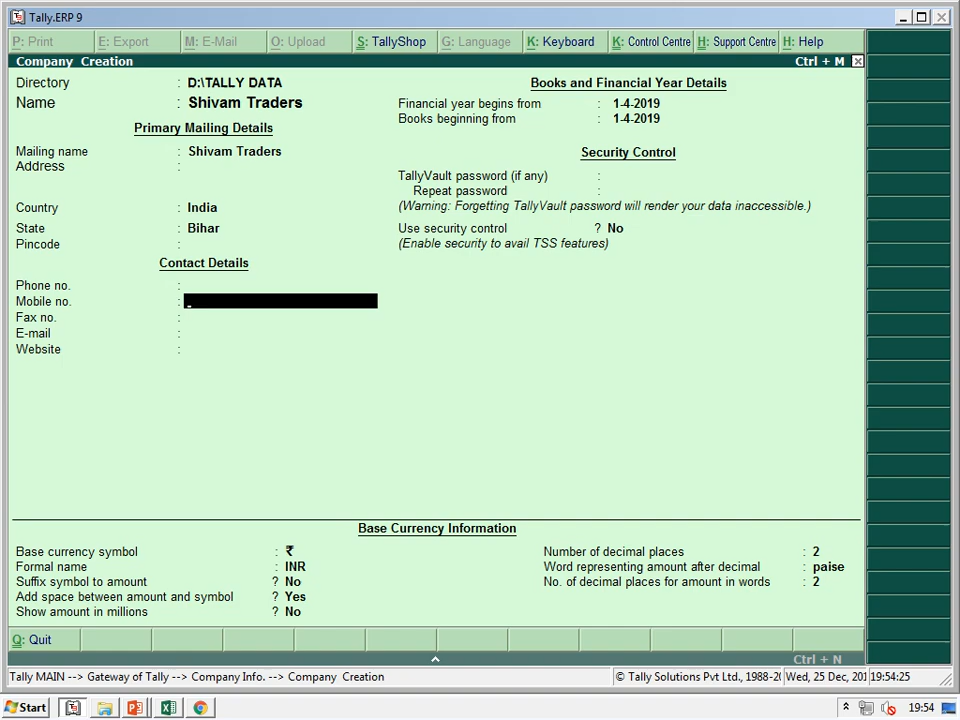 Tally.ERP 9
P: Print E: Export M: E-Mail O: Upload S: TallyShop G: Language K: Keyboard K: Control Centre H: Support Centre H: Help
Company Creation Ctrl + M
Directory : D:\TALLY DATA
Name : Shivam Traders
Primary Mailing Details
Mailing name : Shivam Traders
Address :
Country : India
State : Bihar
Pincode :
Contact Details
Phone no. :
Mobile no. :
Fax no. :
E-mail :
Website :
Books and Financial Year Details
Financial year begins from : 1-4-2019
Books beginning from : 1-4-2019
Security Control
TallyVault password (if any) :
Repeat password :
(Warning: Forgetting TallyVault password will render your data inaccessible.)
Use security control ? No
(Enable security to avail TSS features)
Base Currency Information
Base currency symbol : ₹
Formal name : INR
Suffix symbol to amount ? No
Add space between amount and symbol ? Yes
Show amount in millions ? No
Number of decimal places : 2
Word representing amount after decimal : paise
No. of decimal places for amount in words : 2
Q: Quit
Ctrl + N
Tally MAIN --> Gateway of Tally --> Company Info. --> Company Creation © Tally Solutions Pvt Ltd., 1988-20 Wed, 25 Dec, 201 19:54:25
Start 19:54